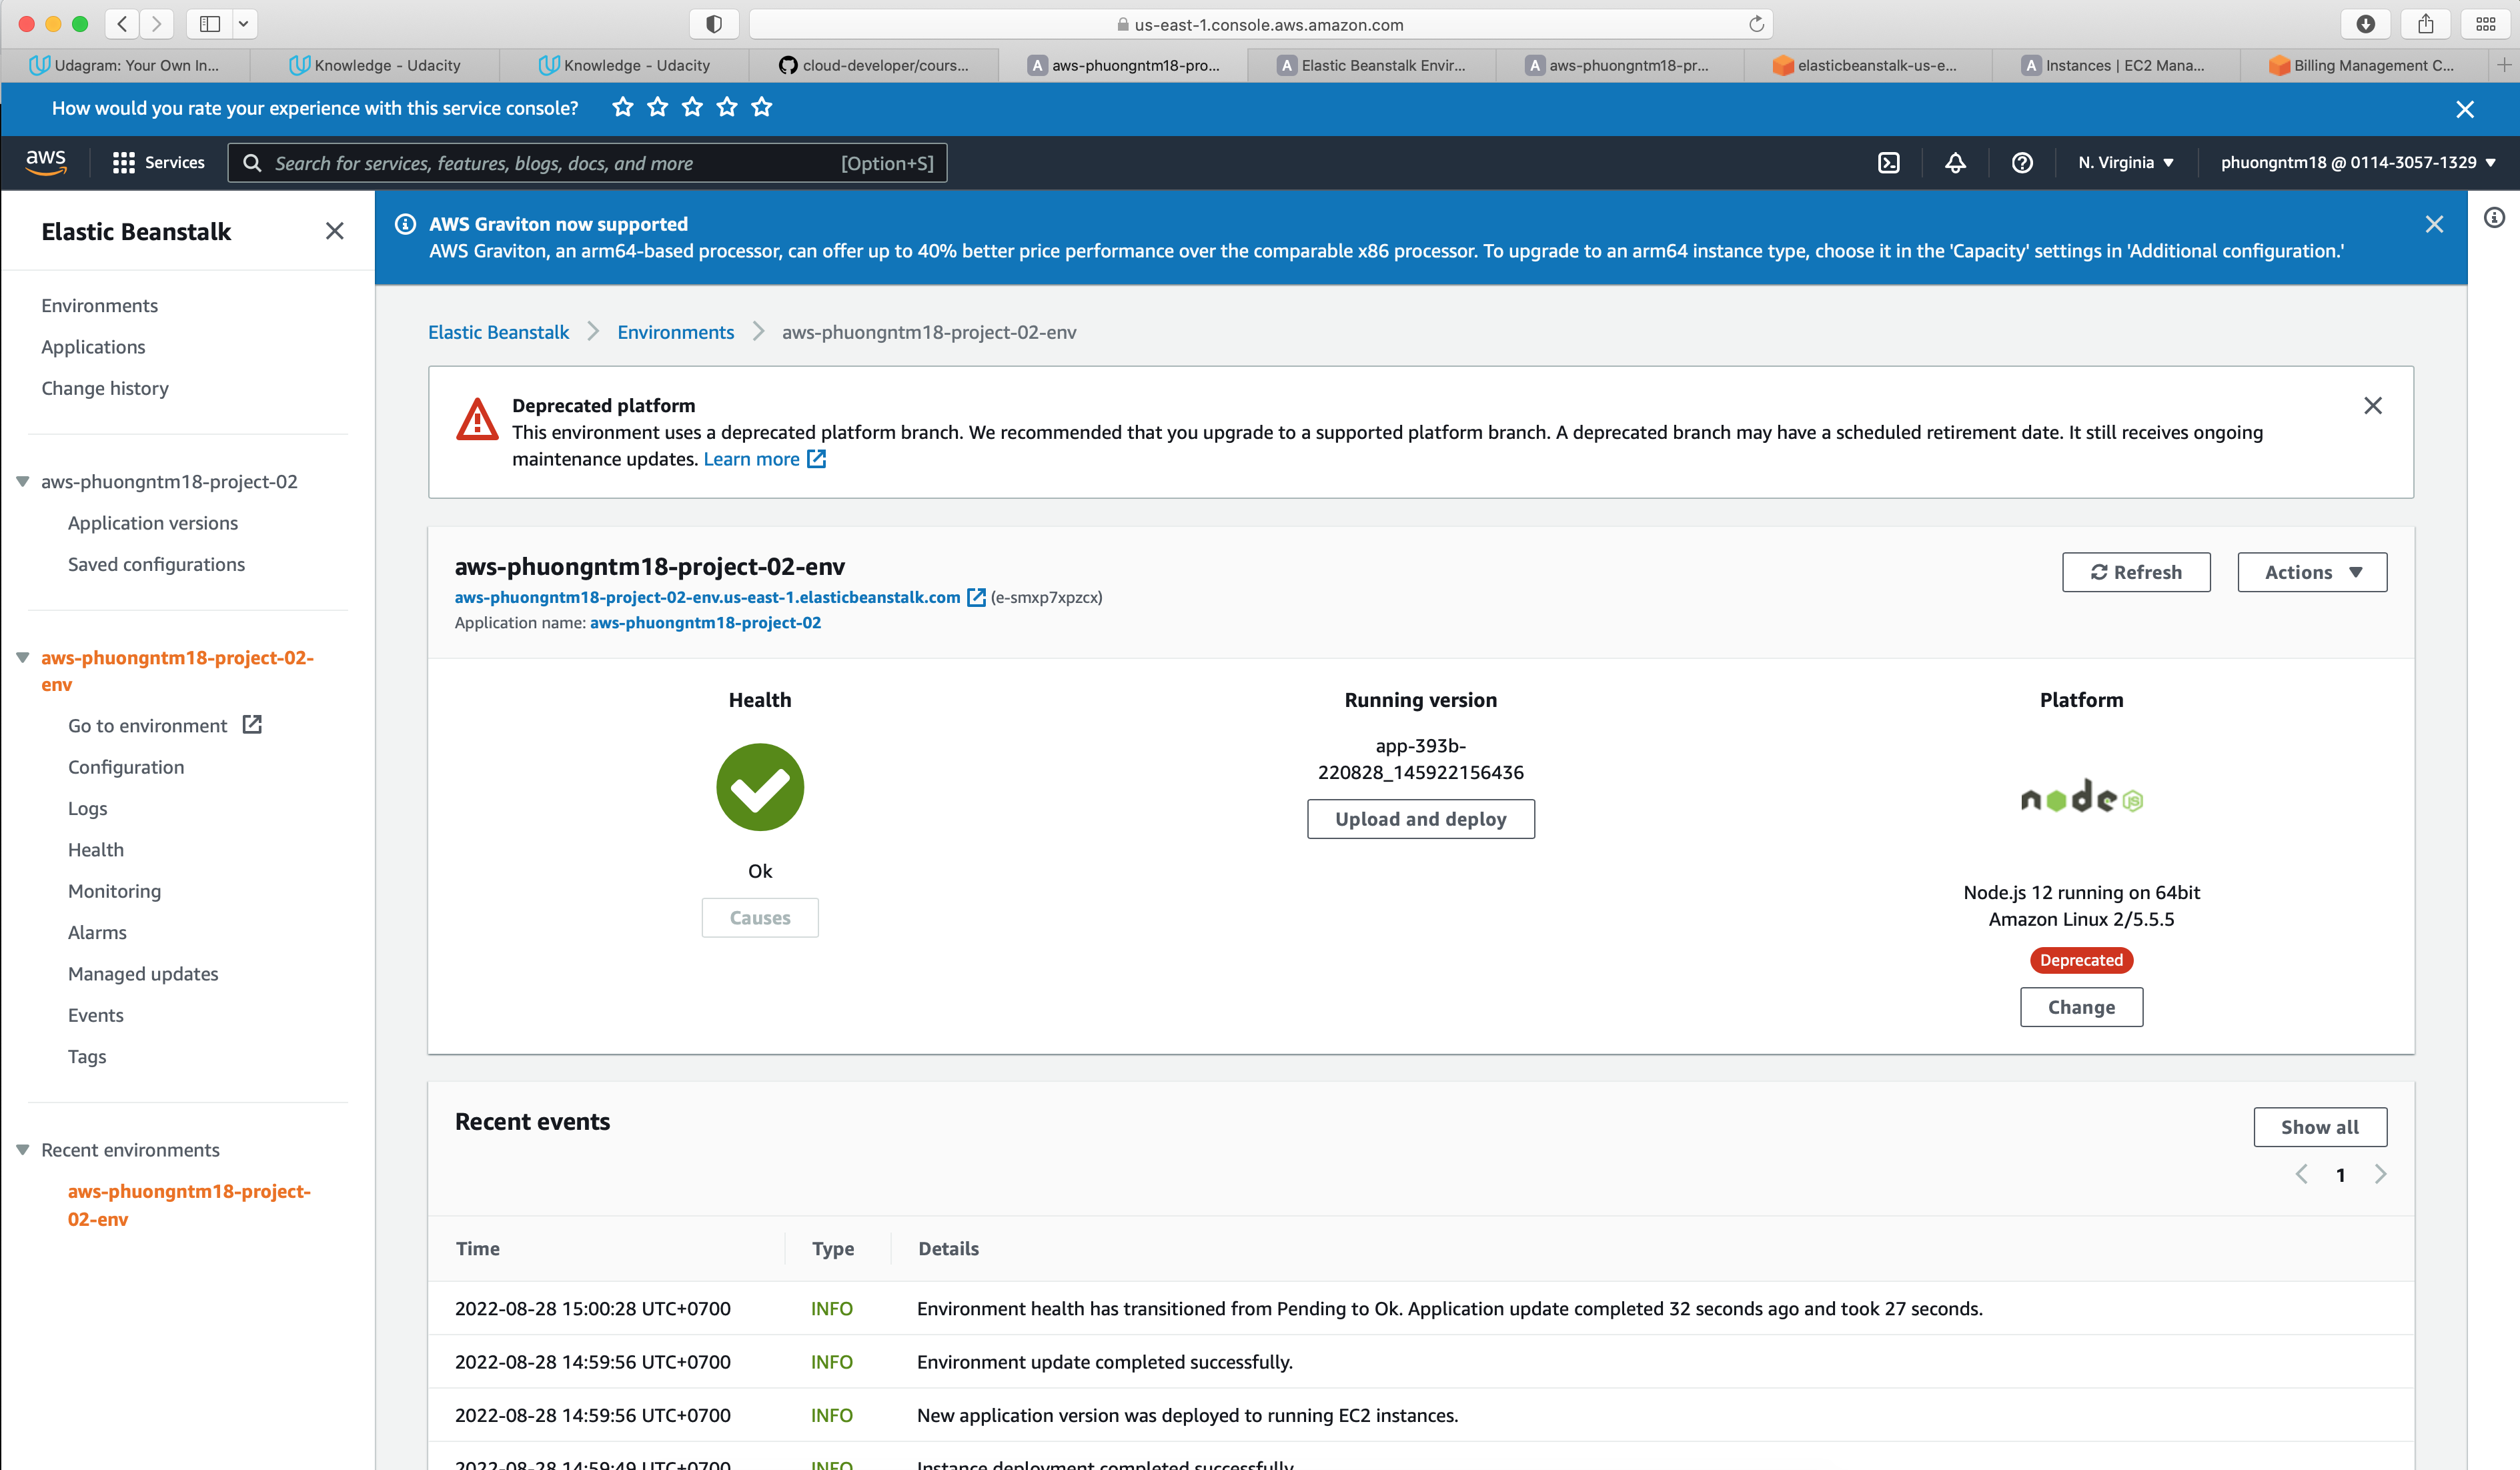 us-east-1.console.aws.amazon.com
Udagram: Your Own In...
Knowledge - Udacity
Knowledge - Udacity
cloud-developer/cours...
A aws-phuongntm18-pro...
A Elastic Beanstalk Envir...
A aws-phuongntm18-pr...
elasticbeanstalk-us-e...
A Instances | EC2 Mana...
Billing Management C...
How would you rate your experience with this service console?
aws
Services
Search for services, features, blogs, docs, and more [Option+S]
N. Virginia
phuongntm18 @ 0114-3057-1329
Elastic Beanstalk
Environments
Applications
Change history
aws-phuongntm18-project-02
Application versions
Saved configurations
aws-phuongntm18-project-02-
env
Go to environment
Configuration
Logs
Health
Monitoring
Alarms
Managed updates
Events
Tags
Recent environments
aws-phuongntm18-project-
02-env
AWS Graviton now supported
AWS Graviton, an arm64-based processor, can offer up to 40% better price performance over the comparable x86 processor. To upgrade to an arm64 instance type, choose it in the 'Capacity' settings in 'Additional configuration.'
Elastic Beanstalk
Environments
aws-phuongntm18-project-02-env
Deprecated platform
This environment uses a deprecated platform branch. We recommended that you upgrade to a supported platform branch. A deprecated branch may have a scheduled retirement date. It still receives ongoing
maintenance updates. Learn more
aws-phuongntm18-project-02-env
aws-phuongntm18-project-02-env.us-east-1.elasticbeanstalk.com (e-smxp7xpzcx)
Application name: aws-phuongntm18-project-02
Refresh
Actions
Health
Ok
Causes
Running version
app-393b-
220828_145922156436
Upload and deploy
Platform
node JS
Node.js 12 running on 64bit
Amazon Linux 2/5.5.5
Deprecated
Change
Recent events
Show all
1
Time Type Details
2022-08-28 15:00:28 UTC+0700 INFO Environment health has transitioned from Pending to Ok. Application update completed 32 seconds ago and took 27 seconds.
2022-08-28 14:59:56 UTC+0700 INFO Environment update completed successfully.
2022-08-28 14:59:56 UTC+0700 INFO New application version was deployed to running EC2 instances.
2022-08-28 14:59:49 UTC+0700 INFO Instance deployment completed successfully.